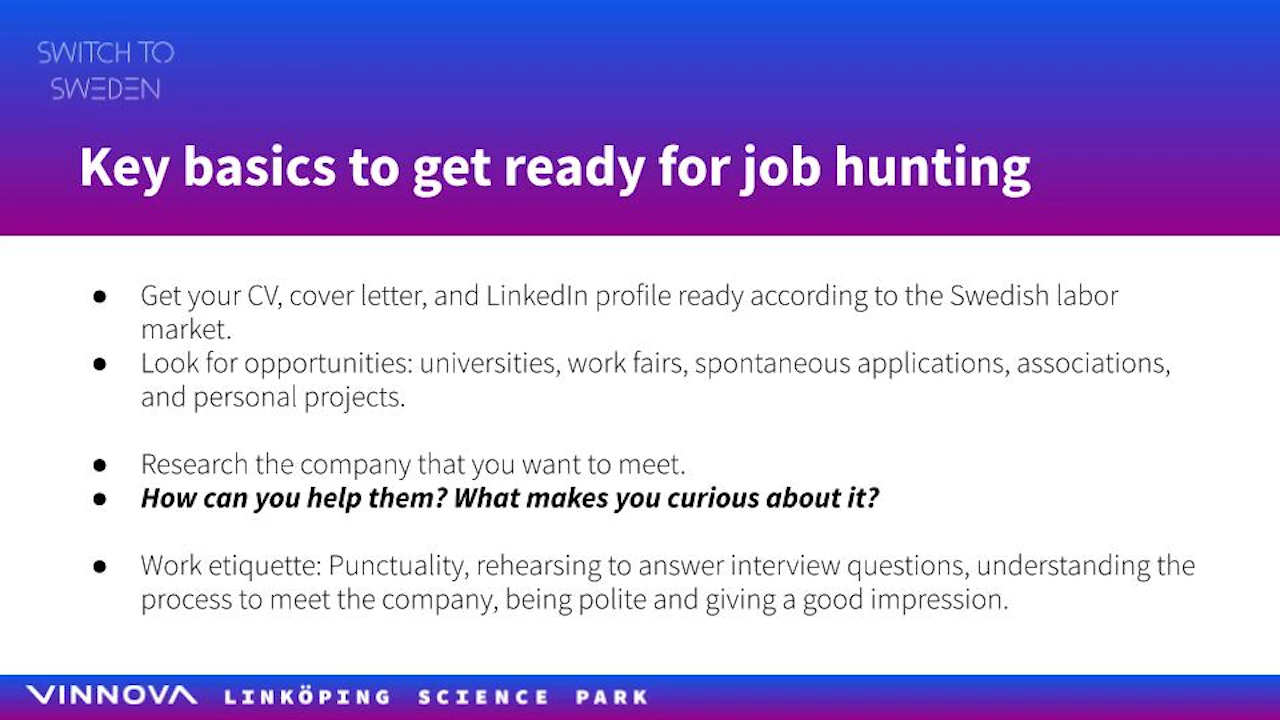 SWITCH TO
SWEDEN
Key basics to get ready for job hunting
● Get your CV, cover letter, and LinkedIn profile ready according to the Swedish labor
market.
● Look for opportunities: universities, work fairs, spontaneous applications, associations,
and personal projects.
● Research the company that you want to meet.
● How can you help them? What makes you curious about it?
● Work etiquette: Punctuality, rehearsing to answer interview questions, understanding the
process to meet the company, being polite and giving a good impression.
VINNOVA LINKÖPING SCIENCE PARK